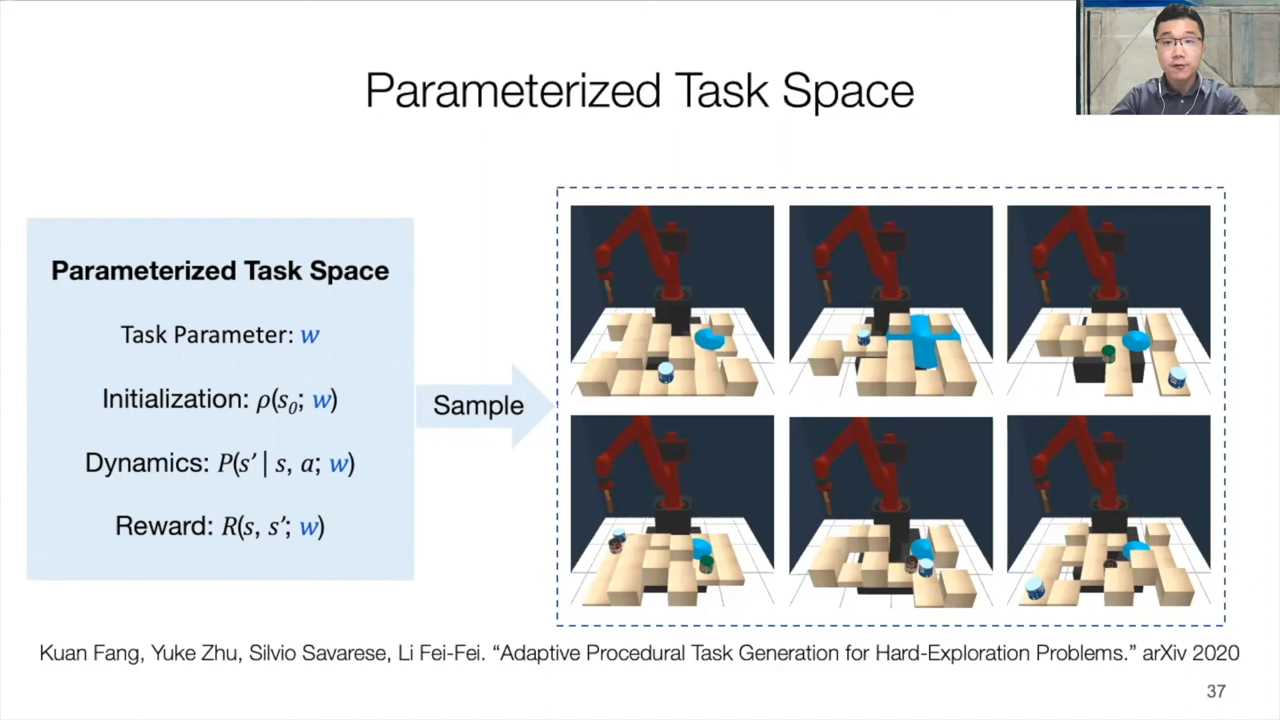 Parameterized Task Space
Parameterized Task Space
Task Parameter: w
Initialization: ρ(s₀; w)
Dynamics: P(s′ | s, a; w)
Reward: R(s, s′; w)
Sample
Kuan Fang, Yuke Zhu, Silvio Savarese, Li Fei-Fei. “Adaptive Procedural Task Generation for Hard-Exploration Problems.” arXiv 2020
37